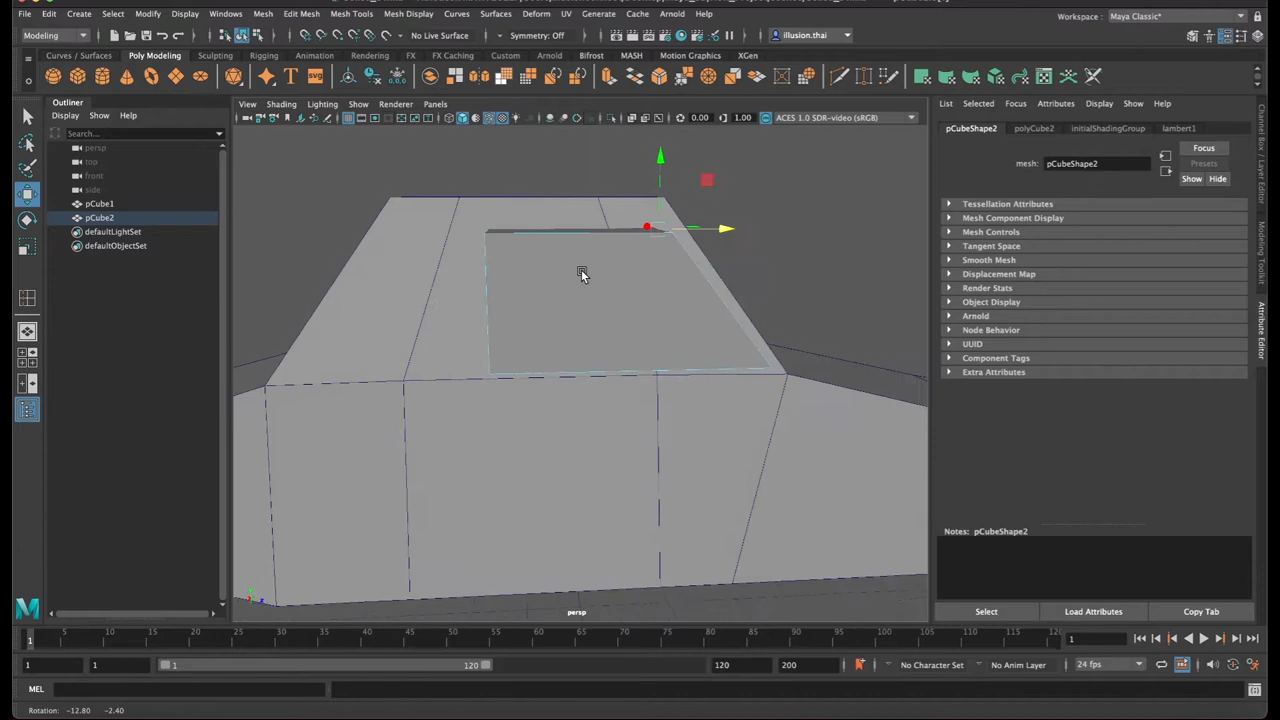 File Edit Create Select Modify Display Windows Mesh Edit Mesh Mesh Tools Mesh Display Curves Surfaces Deform UV Generate Cache Arnold Help
Workspace : Maya Classic*
Modeling
No Live Surface
Symmetry: Off
illusion.thai
Curves / Surfaces Poly Modeling Sculpting Rigging Animation Rendering FX FX Caching Custom Arnold Bifrost MASH Motion Graphics XGen
Outliner
Display Show Help
Search...
persp
top
front
side
pCube1
pCube2
defaultLightSet
defaultObjectSet
View Shading Lighting Show Renderer Panels
0.00 1.00 ACES 1.0 SDR-video (sRGB)
persp
List Selected Focus Attributes Display Show Help
pCubeShape2 polyCube2 initialShadingGroup lambert1
mesh: pCubeShape2
Focus
Presets
Show Hide
Tessellation Attributes
Mesh Component Display
Mesh Controls
Tangent Space
Smooth Mesh
Displacement Map
Render Stats
Object Display
Arnold
Node Behavior
UUID
Component Tags
Extra Attributes
Notes: pCubeShape2
Select Load Attributes Copy Tab
Channel Box / Layer Editor
Modeling Toolkit
Attribute Editor
1 5 10 15 20 25 30 35 40 45 50 55 60 65 70 75 80 85 90 95 100 105 110 115 120
1
1 1 1 120 120 200 No Character Set No Anim Layer 24 fps
MEL
Rotation: -12.80 -2.40